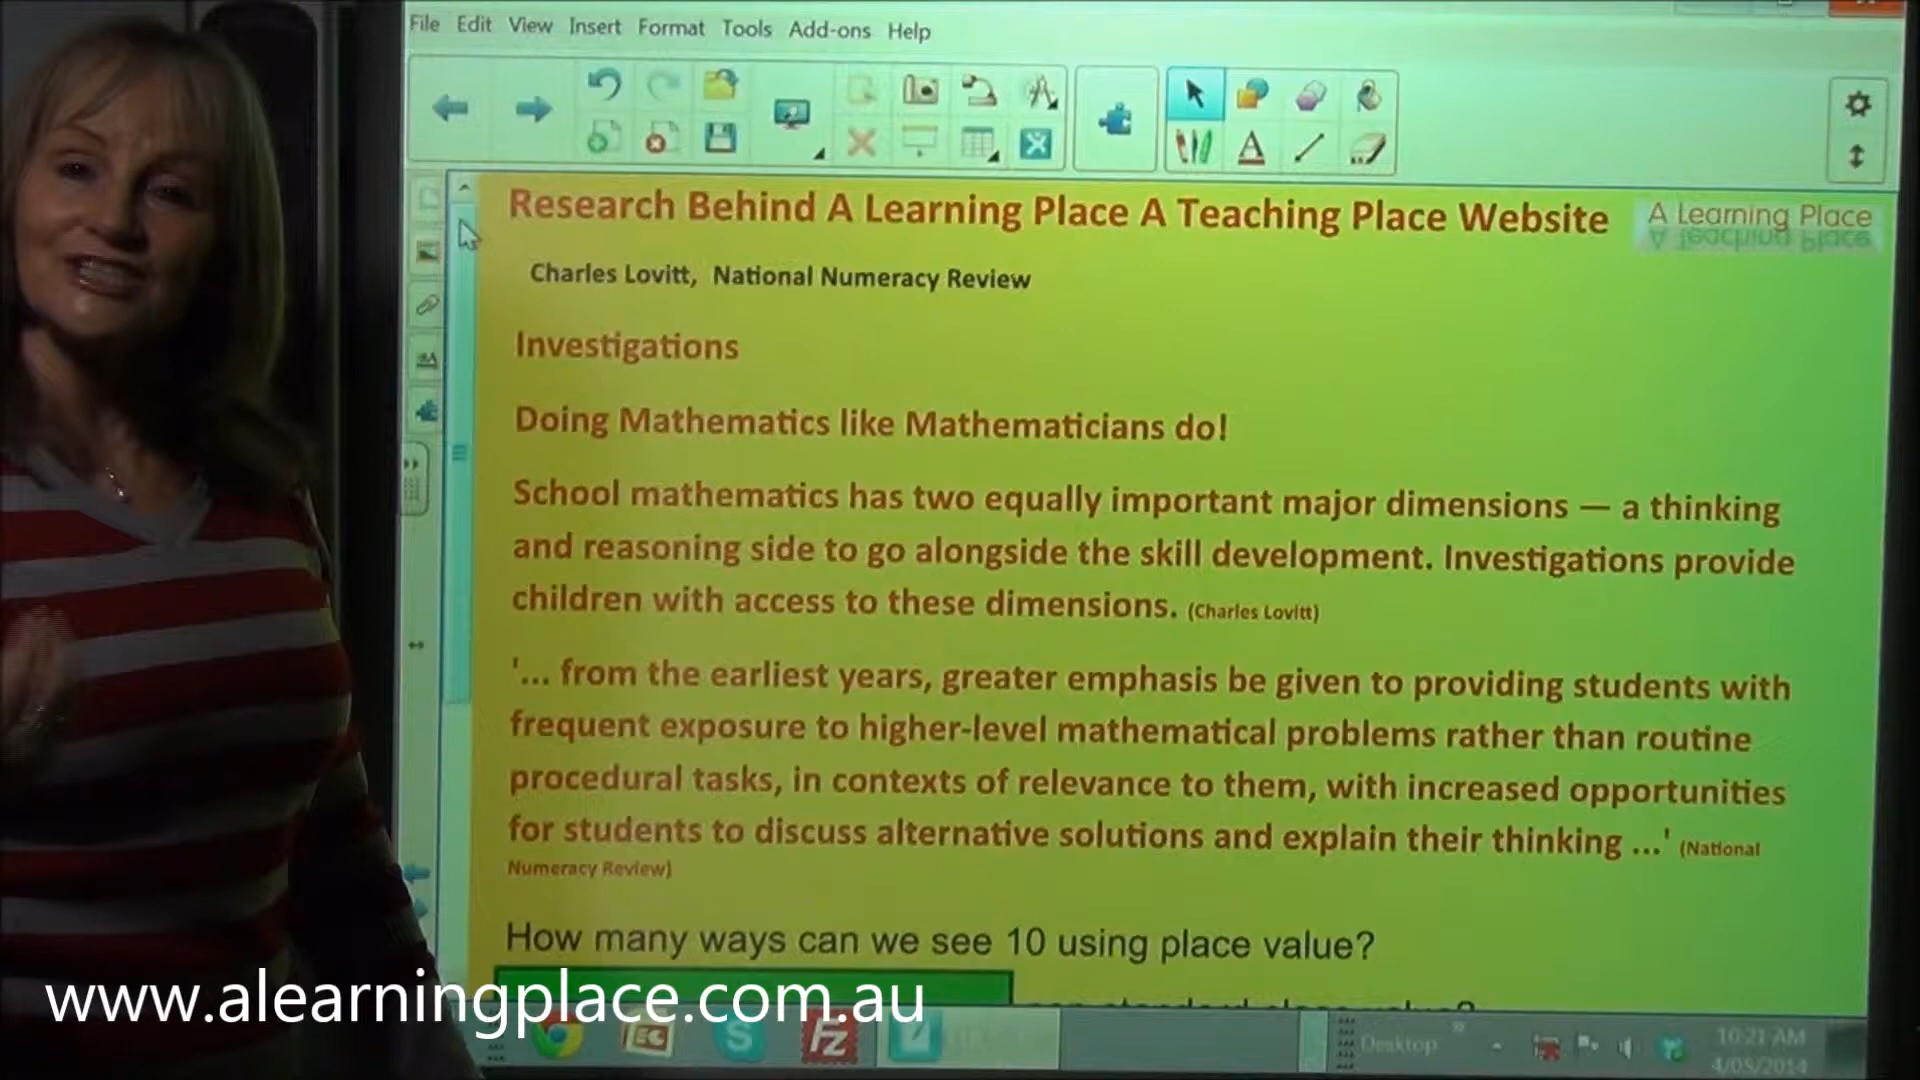 File Edit View Insert Format Tools Add-ons Help
Research Behind A Learning Place A Teaching Place Website
A Learning Place
A Teaching Place
Charles Lovitt, National Numeracy Review
Investigations
Doing Mathematics like Mathematicians do!
School mathematics has two equally important major dimensions — a thinking
and reasoning side to go alongside the skill development. Investigations provide
children with access to these dimensions. (Charles Lovitt)
'... from the earliest years, greater emphasis be given to providing students with
frequent exposure to higher-level mathematical problems rather than routine
procedural tasks, in contexts of relevance to them, with increased opportunities
for students to discuss alternative solutions and explain their thinking ...' (National
Numeracy Review)
How many ways can we see 10 using place value?
www.alearningplace.com.au
Desktop
10:21 AM
4/05/2014